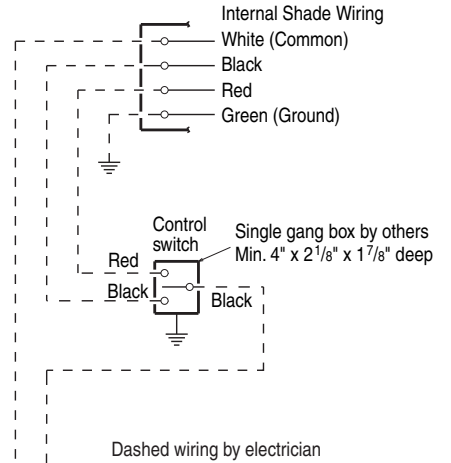 Internal Shade Wiring
White (Common)
Black
Red
Green (Ground)
Control
switch
Single gang box by others
Min. 4" x 2 1/8" x 1 7/8" deep
Red
Black
Black
Dashed wiring by electrician